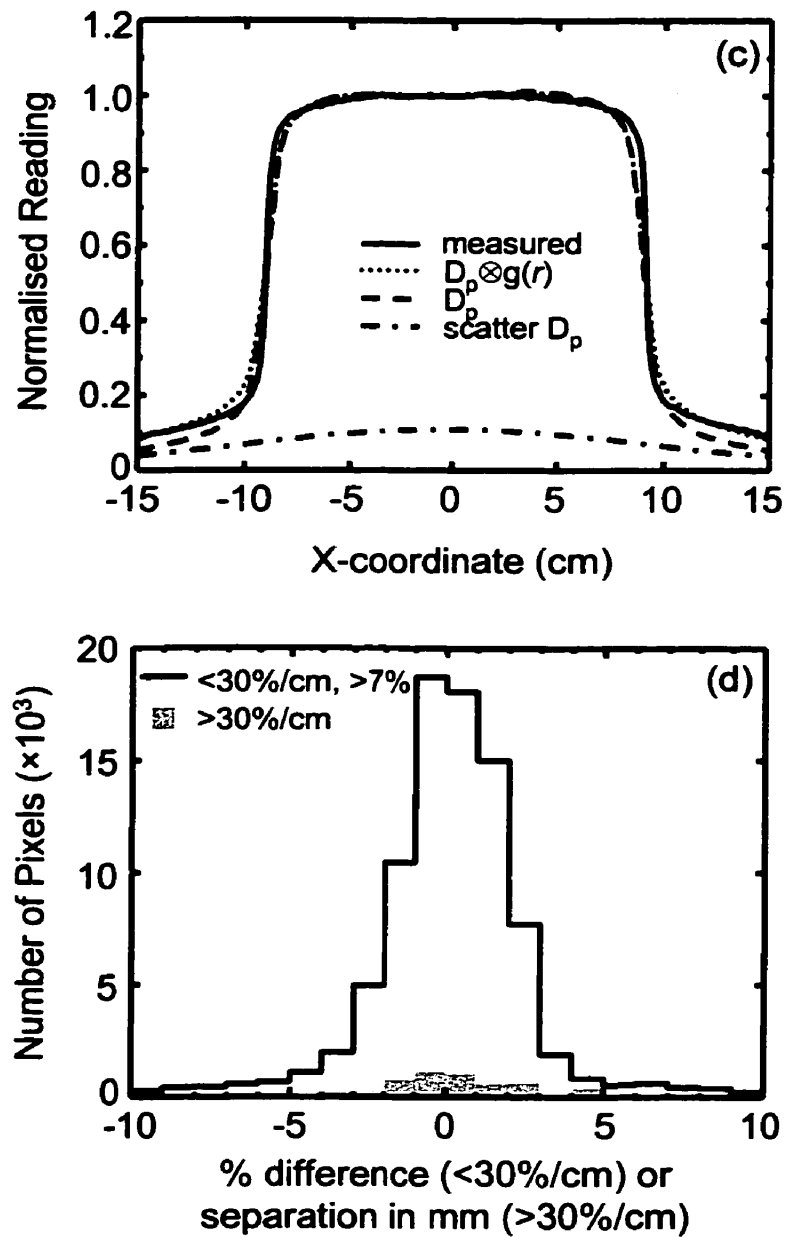 (c)
1.2
1.0
0.8
0.6
0.4
0.2
0
Normalised Reading
measured
Dp⊗g(r)
Dp
scatter Dp
-15 -10 -5 0 5 10 15
X-coordinate (cm)
(d)
20
15
10
5
0
Number of Pixels (×10³)
<30%/cm, >7%
>30%/cm
-10 -5 0 5 10
% difference (<30%/cm) or
separation in mm (>30%/cm)